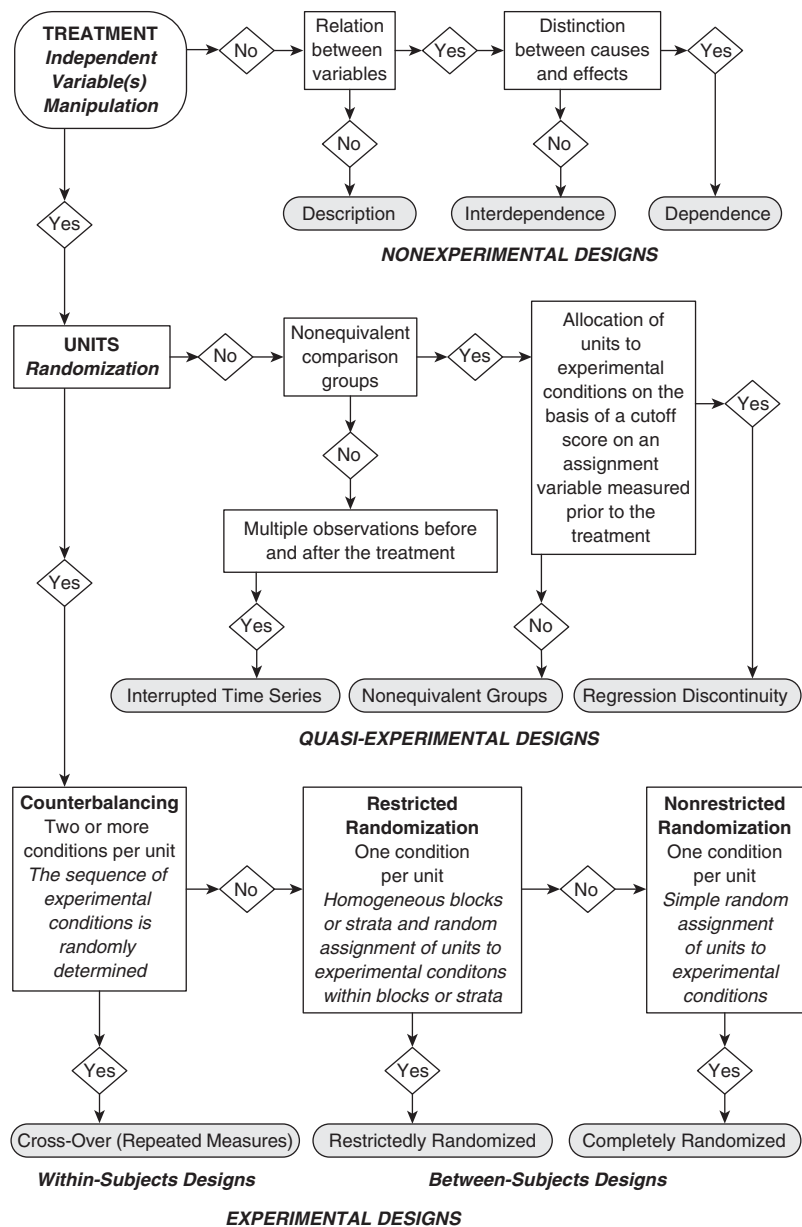 TREATMENT
Independent
Variable(s)
Manipulation
No
Relation
between
variables
Yes
Distinction
between causes
and effects
Yes
No
No
Yes
Description
Interdependence
Dependence
NONEXPERIMENTAL DESIGNS
UNITS
Randomization
No
Nonequivalent
comparison
groups
Yes
Allocation of
units to
experimental
conditions on the
basis of a cutoff
score on an
assignment
variable measured
prior to the
treatment
Yes
No
Multiple observations before
and after the treatment
Yes
Yes
No
Interrupted Time Series
Nonequivalent Groups
Regression Discontinuity
QUASI-EXPERIMENTAL DESIGNS
Counterbalancing
Two or more
conditions per unit
The sequence of
experimental
conditions is
randomly
determined
No
Restricted
Randomization
One condition
per unit
Homogeneous blocks
or strata and random
assignment of units to
experimental conditons
within blocks or strata
No
Nonrestricted
Randomization
One condition
per unit
Simple random
assignment
of units to
experimental
conditions
Yes
Yes
Yes
Cross-Over (Repeated Measures)
Restrictedly Randomized
Completely Randomized
Within-Subjects Designs
Between-Subjects Designs
EXPERIMENTAL DESIGNS